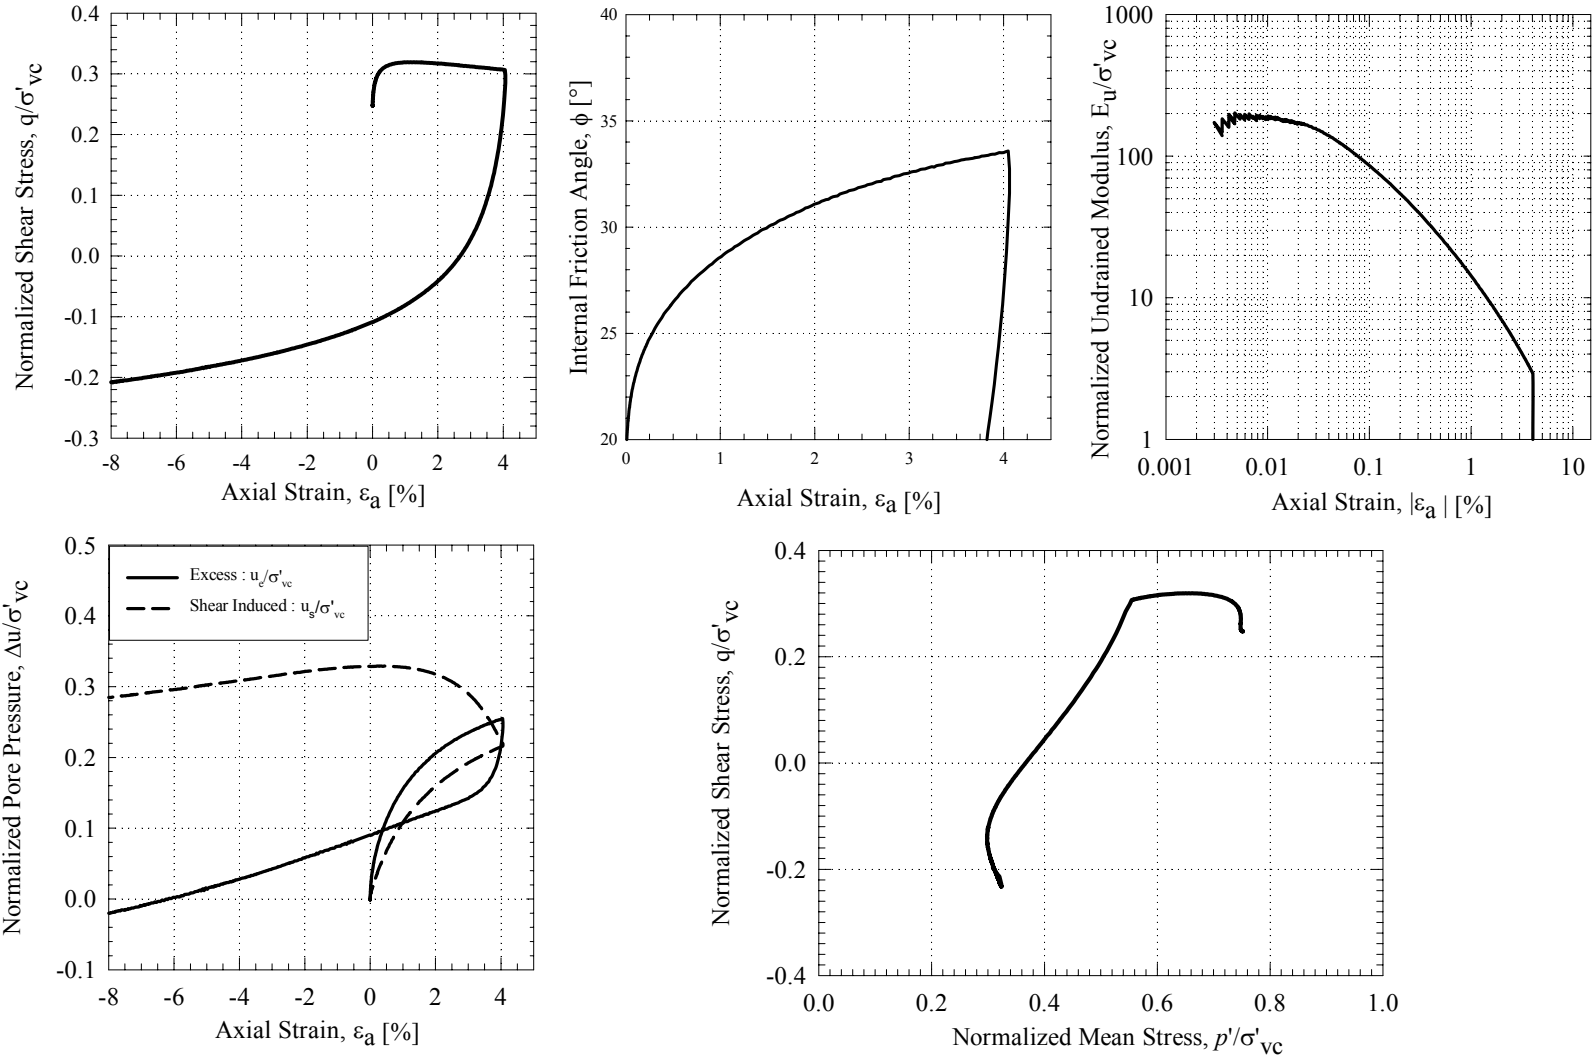 Normalized Shear Stress, q/σ'vc
0.4
0.3
0.2
0.1
0.0
-0.1
-0.2
-0.3
-8 -6 -4 -2 0 2 4
Axial Strain, εa [%]
Internal Friction Angle, ϕ [°]
40
35
30
25
20
0 1 2 3 4
Axial Strain, εa [%]
Normalized Undrained Modulus, Eu/σ'vc
1000
100
10
1
0.001 0.01 0.1 1 10
Axial Strain, |εa | [%]
Normalized Pore Pressure, Δu/σ'vc
0.5
0.4
0.3
0.2
0.1
0.0
-0.1
Excess : ue/σ'vc
Shear Induced : us/σ'vc
-8 -6 -4 -2 0 2 4
Axial Strain, εa [%]
Normalized Shear Stress, q/σ'vc
0.4
0.2
0.0
-0.2
-0.4
0.0 0.2 0.4 0.6 0.8 1.0
Normalized Mean Stress, p'/σ'vc